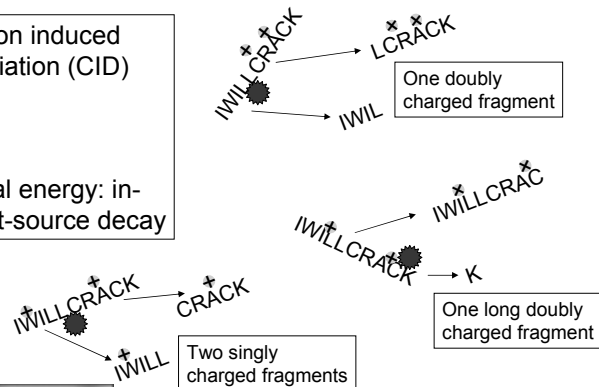 on induced
iation (CID)
al energy: in-
t-source decay
IWILLCRACK
LCRACK
IWIL
One doubly
charged fragment
IWILLCRACK
IWILLCRAC
K
One long doubly
charged fragment
IWILLCRACK
CRACK
IWILL
Two singly
charged fragments